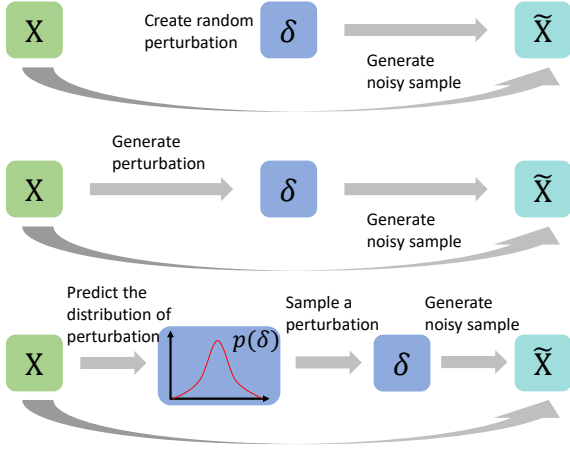 X
Create random
perturbation
δ
Generate
noisy sample
X̃
X
Generate
perturbation
δ
Generate
noisy sample
X̃
Predict the
distribution of
perturbation
X
p(δ)
Sample a
perturbation
δ
Generate
noisy sample
X̃